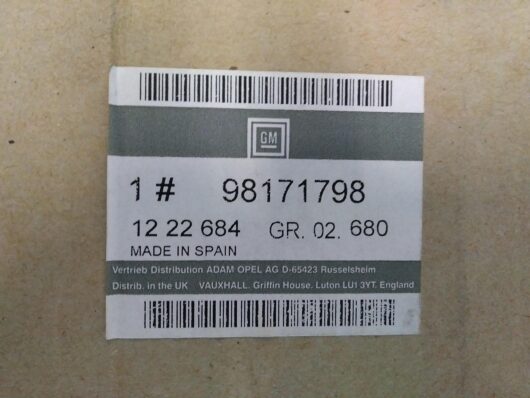 GM
1 # 98171798
12 22 684 GR. 02. 680
MADE IN SPAIN
Vertrieb Distribution ADAM OPEL AG D-65423 Russelsheim
Distrib. in the UK VAUXHALL. Griffin House. Luton LU1 3YT. England